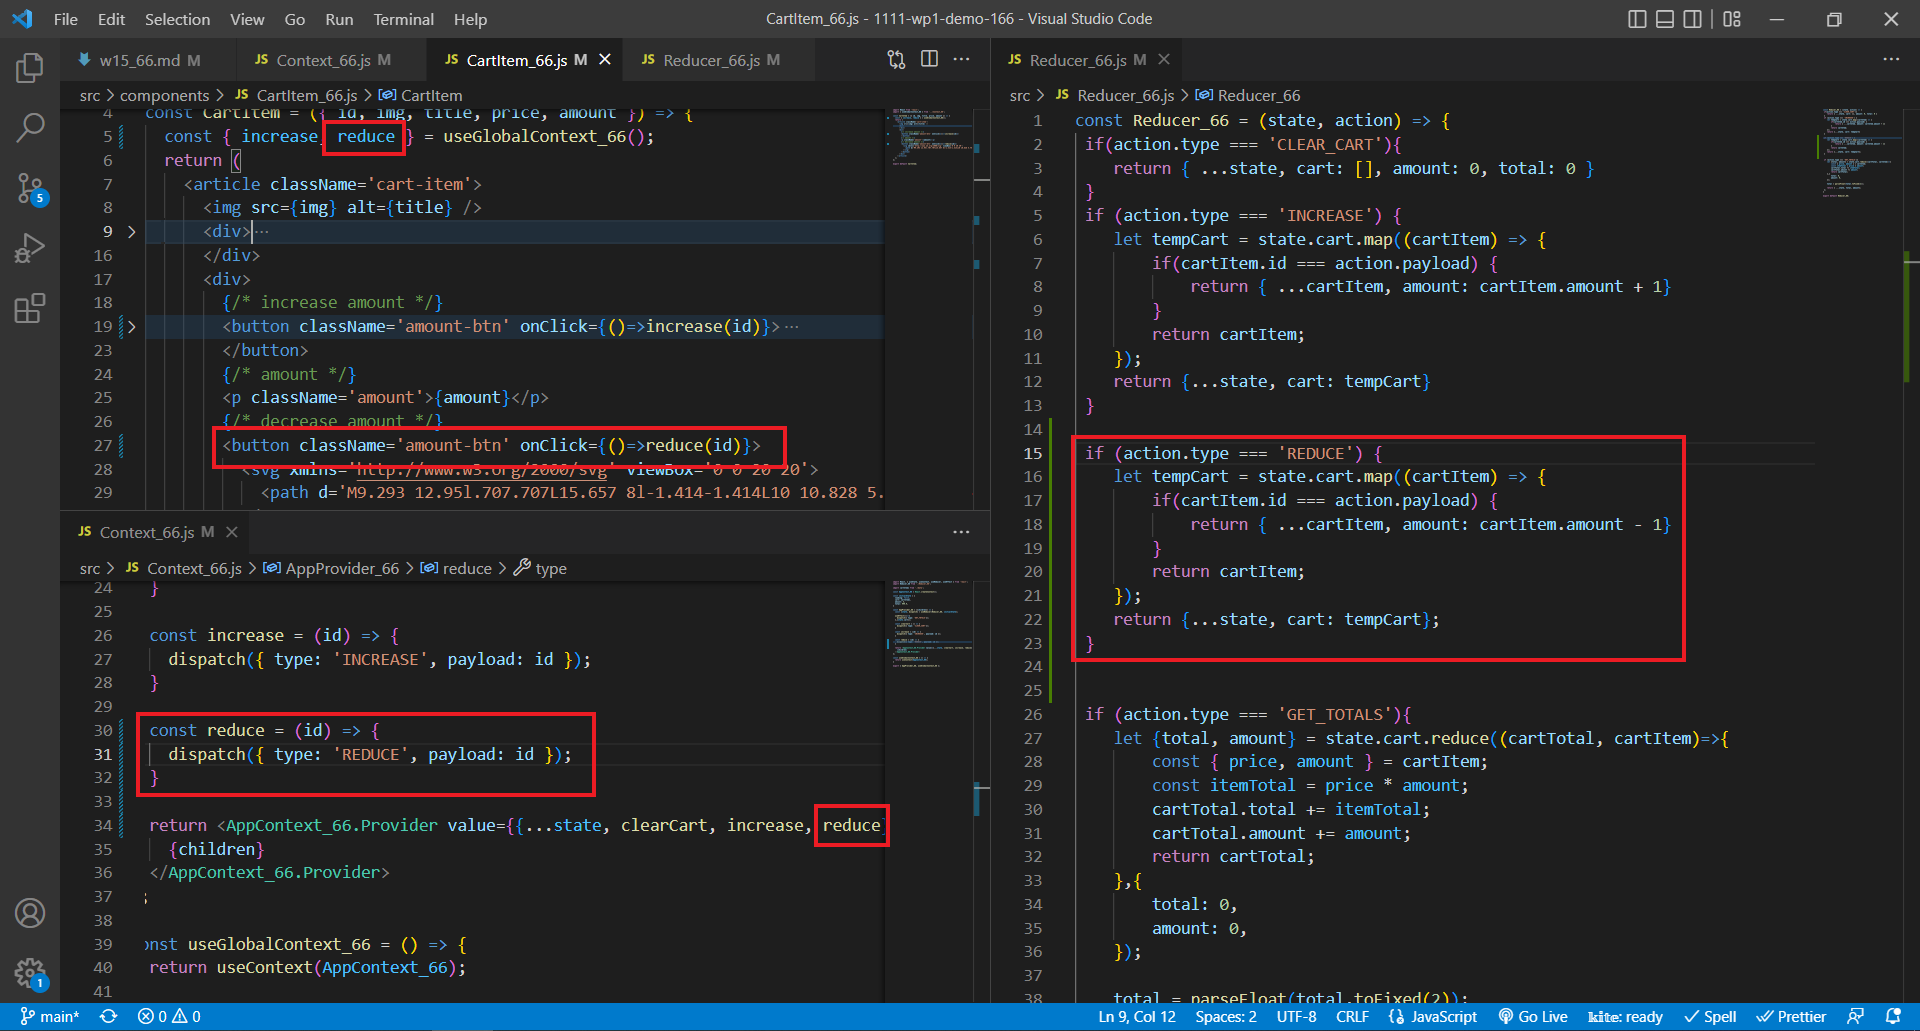 File Edit Selection View Go Run Terminal Help
CartItem_66.js - 1111-wp1-demo-166 - Visual Studio Code
w15_66.md M
JS Context_66.js M
JS CartItem_66.js M
JS Reducer_66.js M
src > components > JS CartItem_66.js > CartItem
4 const CartItem = ({ id, img, title, price, amount }) => {
5 const { increase, reduce } = useGlobalContext_66();
6 return (
7 <article className='cart-item'>
8 <img src={img} alt={title} />
9 <div>…
16 </div>
17 <div>
18 {/* increase amount */}
19 <button className='amount-btn' onClick={()=>increase(id)}>…
23 </button>
24 {/* amount */}
25 <p className='amount'>{amount}</p>
26 {/* decrease amount */}
27 <button className='amount-btn' onClick={()=>reduce(id)}>
28 <svg xmlns='http://www.w3.org/2000/svg' viewBox='0 0 20 20'>
29 <path d='M9.293 12.95l.707.707L15.657 8l-1.414-1.414L10 10.828 5.
JS Context_66.js M
src > JS Context_66.js > AppProvider_66 > reduce > type
24 }
25
26 const increase = (id) => {
27 dispatch({ type: 'INCREASE', payload: id });
28 }
29
30 const reduce = (id) => {
31 dispatch({ type: 'REDUCE', payload: id });
32 }
33
34 return <AppContext_66.Provider value={{...state, clearCart, increase, reduce
35 {children}
36 </AppContext_66.Provider>
37 ;
38
39 onst useGlobalContext_66 = () => {
40 return useContext(AppContext_66);
41
JS Reducer_66.js M
src > JS Reducer_66.js > Reducer_66
1 const Reducer_66 = (state, action) => {
2 if(action.type === 'CLEAR_CART'){
3 return { ...state, cart: [], amount: 0, total: 0 }
4 }
5 if (action.type === 'INCREASE') {
6 let tempCart = state.cart.map((cartItem) => {
7 if(cartItem.id === action.payload) {
8 return { ...cartItem, amount: cartItem.amount + 1}
9 }
10 return cartItem;
11 });
12 return {...state, cart: tempCart}
13 }
14
15 if (action.type === 'REDUCE') {
16 let tempCart = state.cart.map((cartItem) => {
17 if(cartItem.id === action.payload) {
18 return { ...cartItem, amount: cartItem.amount - 1}
19 }
20 return cartItem;
21 });
22 return {...state, cart: tempCart};
23 }
24
25
26 if (action.type === 'GET_TOTALS'){
27 let {total, amount} = state.cart.reduce((cartTotal, cartItem)=>{
28 const { price, amount } = cartItem;
29 const itemTotal = price * amount;
30 cartTotal.total += itemTotal;
31 cartTotal.amount += amount;
32 return cartTotal;
33 },{
34 total: 0,
35 amount: 0,
36 });
37
38 total = parseFloat(total.toFixed(2));
5
1
main* 0 0 Ln 9, Col 12 Spaces: 2 UTF-8 CRLF {} JavaScript Go Live kite: ready Spell Prettier